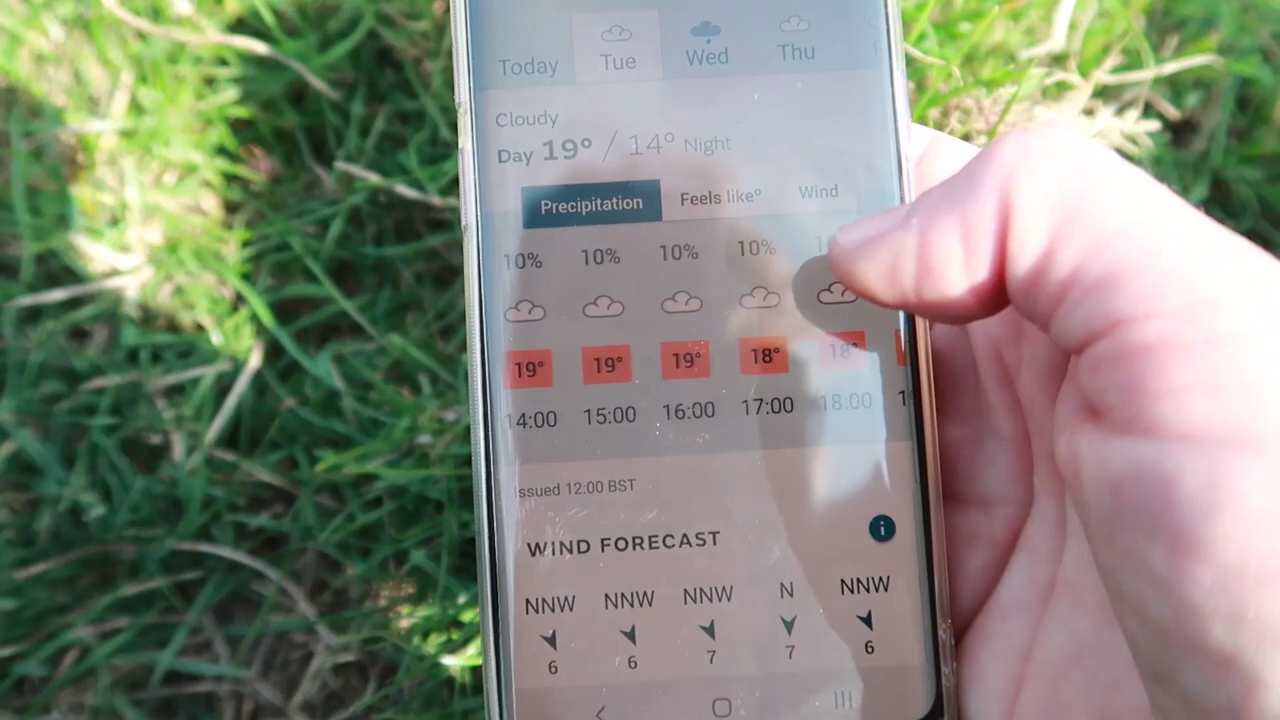 Today Tue Wed Thu
Cloudy
Day 19° / 14° Night
Precipitation Feels like° Wind
10% 10% 10% 10%
19° 19° 19° 18° 18°
14:00 15:00 16:00 17:00 18:00
Issued 12:00 BST
WIND FORECAST i
NNW NNW NNW N NNW
6 6 7 7 6